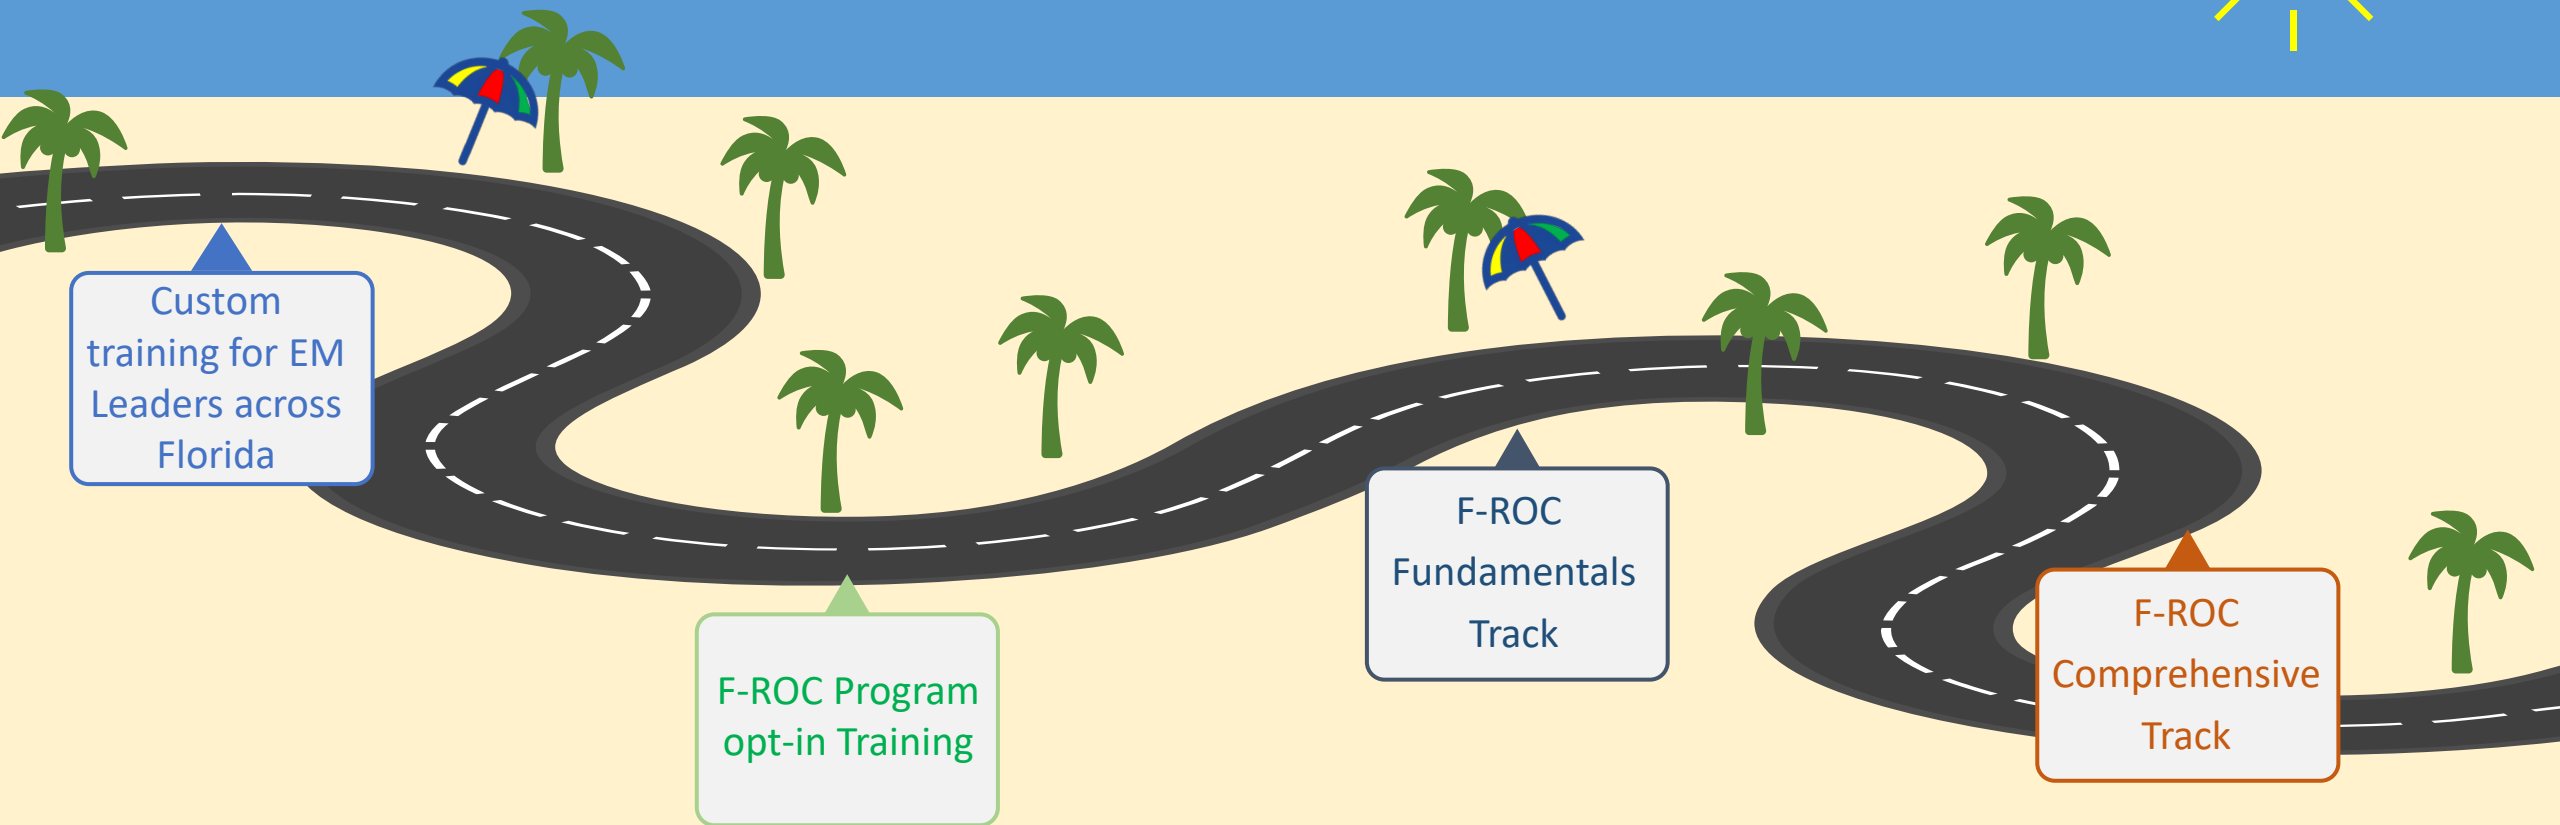 Custom
training for EM
Leaders across
Florida
F-ROC Program
opt-in Training
F-ROC
Fundamentals
Track
F-ROC
Comprehensive
Track